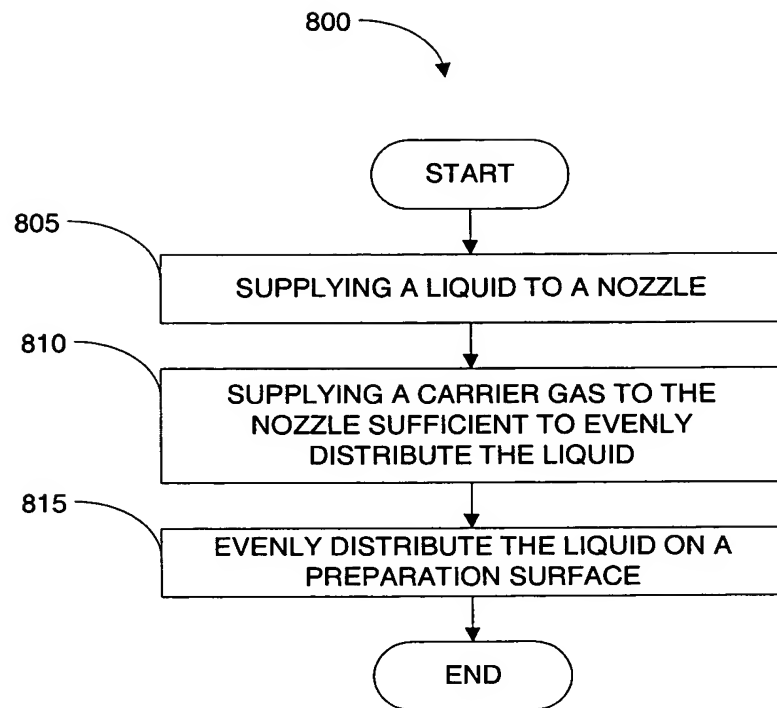 800
START
805
SUPPLYING A LIQUID TO A NOZZLE
810
SUPPLYING A CARRIER GAS TO THE
NOZZLE SUFFICIENT TO EVENLY
DISTRIBUTE THE LIQUID
815
EVENLY DISTRIBUTE THE LIQUID ON A
PREPARATION SURFACE
END